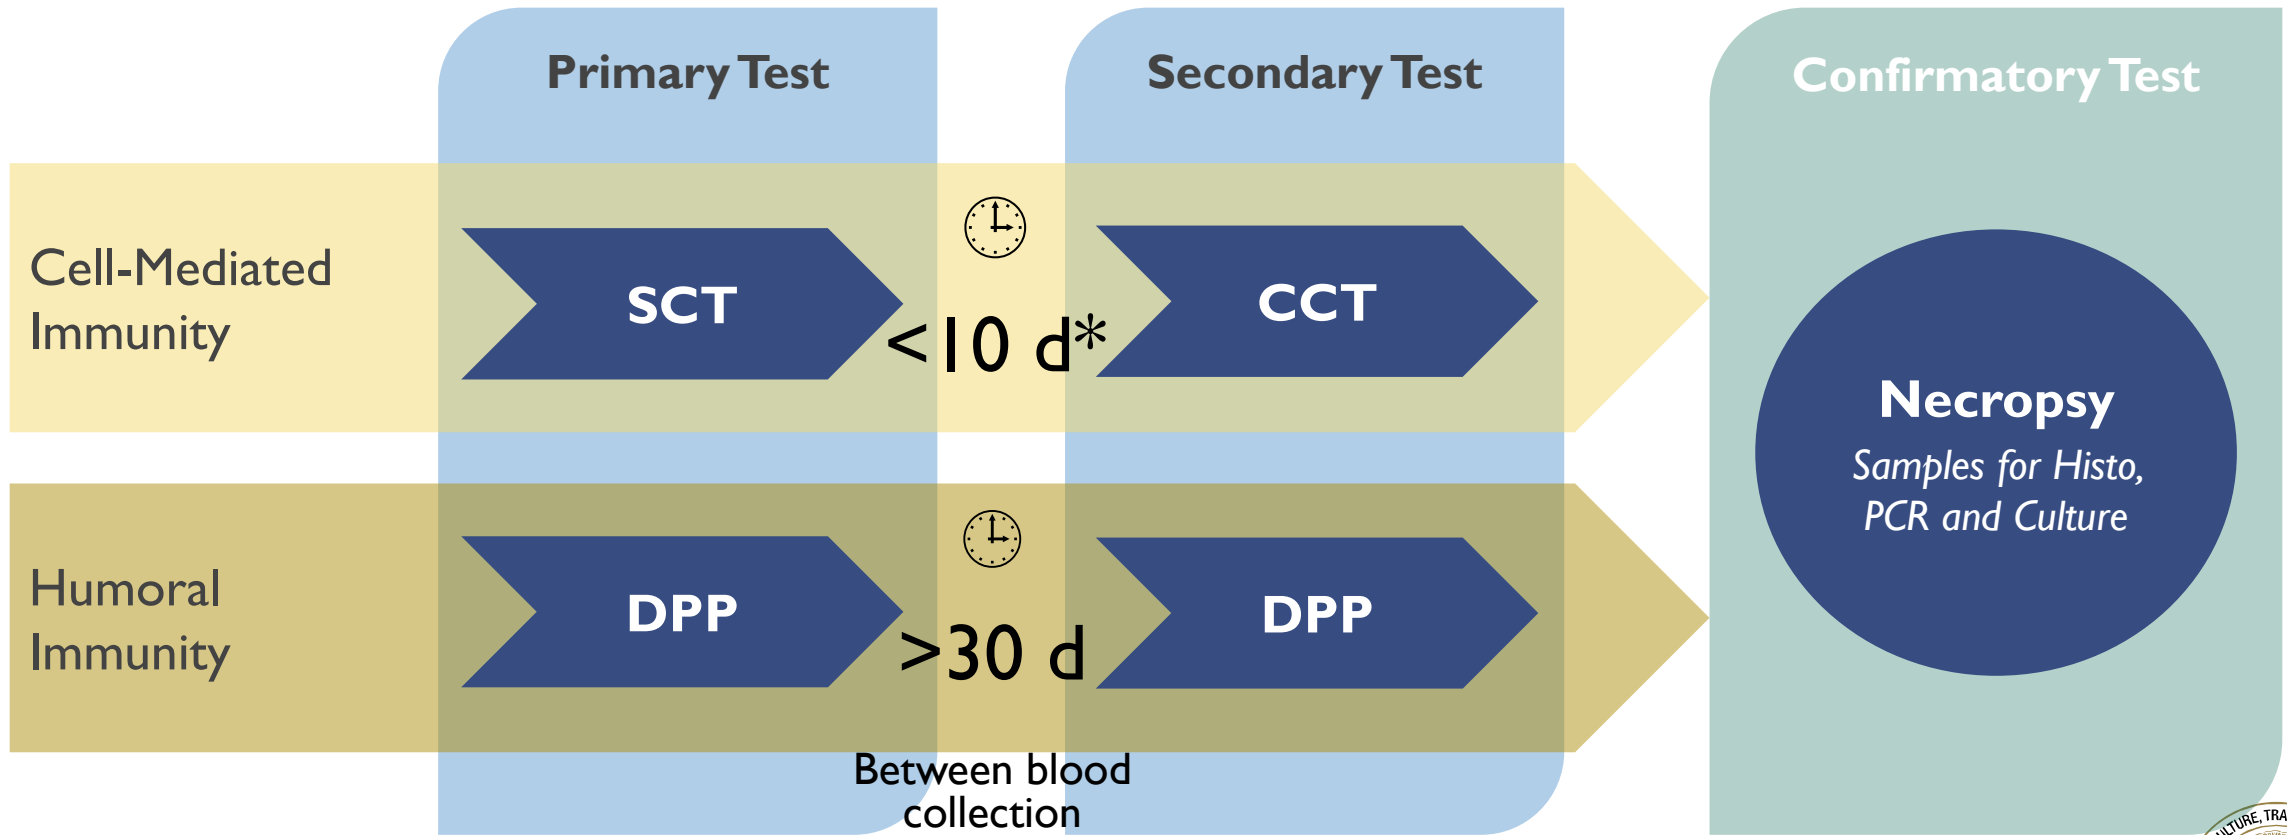 Primary Test
Secondary Test
Confirmatory Test
Cell-Mediated
Immunity
SCT
<10 d*
CCT
Humoral
Immunity
DPP
>30 d
DPP
Between blood
collection
Necropsy
Samples for Histo,
PCR and Culture